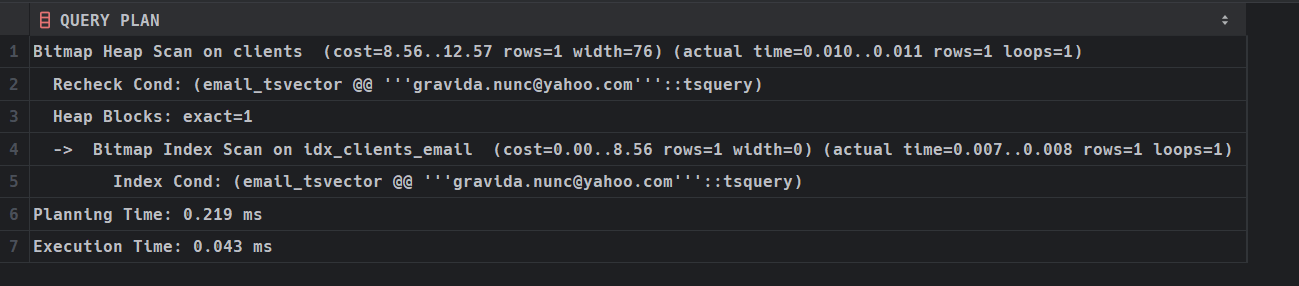 QUERY PLAN
1 Bitmap Heap Scan on clients  (cost=8.56..12.57 rows=1 width=76) (actual time=0.010..0.011 rows=1 loops=1)
2   Recheck Cond: (email_tsvector @@ '''gravida.nunc@yahoo.com'''::tsquery)
3   Heap Blocks: exact=1
4   ->  Bitmap Index Scan on idx_clients_email  (cost=0.00..8.56 rows=1 width=0) (actual time=0.007..0.008 rows=1 loops=1)
5         Index Cond: (email_tsvector @@ '''gravida.nunc@yahoo.com'''::tsquery)
6 Planning Time: 0.219 ms
7 Execution Time: 0.043 ms